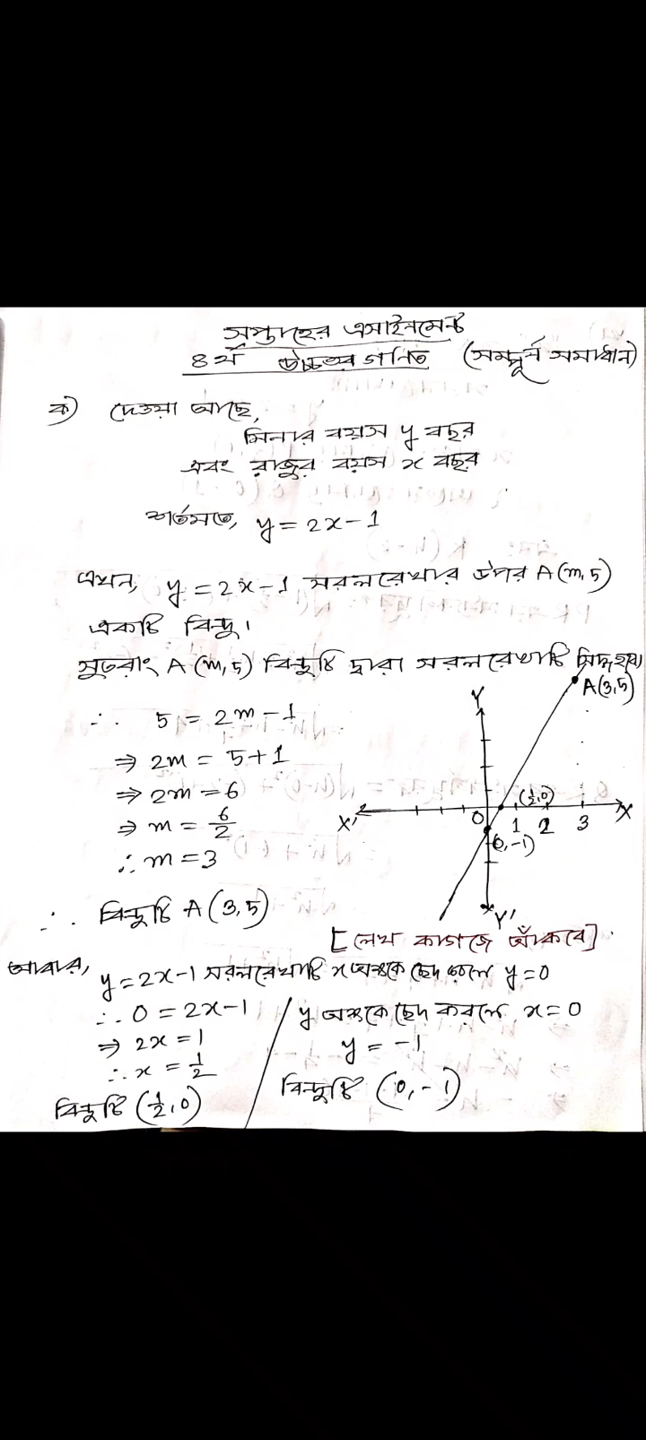 সপ্তাহের এসাইনমেন্ট
৪র্থ উচ্চতর গণিত (সম্পূর্ন সমাধান)
ক) দেওয়া আছে,
মিনার বয়স y বছর
এবং রাজুর বয়স x বছর
শর্তমতে, y = 2x - 1
এখন, y = 2x - 1 সরলরেখার উপর A(m, 5)
একটি বিন্দু।
সুতরাং A(m, 5) বিন্দুটি দ্বারা সরলরেখাটি সিদ্ধ হবে
∴ 5 = 2m - 1
⇒ 2m = 5+1
⇒ 2m = 6
⇒ m = 6/2
∴ m = 3
∴ বিন্দুটি A(3, 5)
Y
A(3, 5)
(1/2, 0)
X' O 1 2 3 X
(0, -1)
Y'
[লেখ কাগজে আঁকবে]
আবার, y = 2x - 1 সরলরেখাটি x অক্ষকে ছেদ করলে y = 0
∴ 0 = 2x - 1
⇒ 2x = 1
∴ x = 1/2
বিন্দুটি (1/2, 0)
y অক্ষকে ছেদ করলে x = 0
y = -1
বিন্দুটি (0, -1)